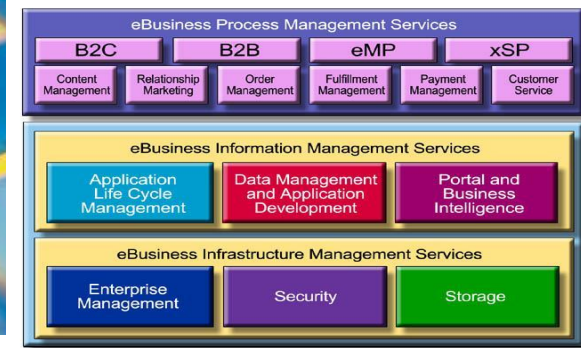 eBusiness Process Management Services
B2C B2B eMP xSP
Content Management
Relationship Marketing
Order Management
Fulfillment Management
Payment Management
Customer Service
eBusiness Information Management Services
Application
Life Cycle
Management
Data Management
and Application
Development
Portal and
Business
Intelligence
eBusiness Infrastructure Management Services
Enterprise
Management
Security
Storage